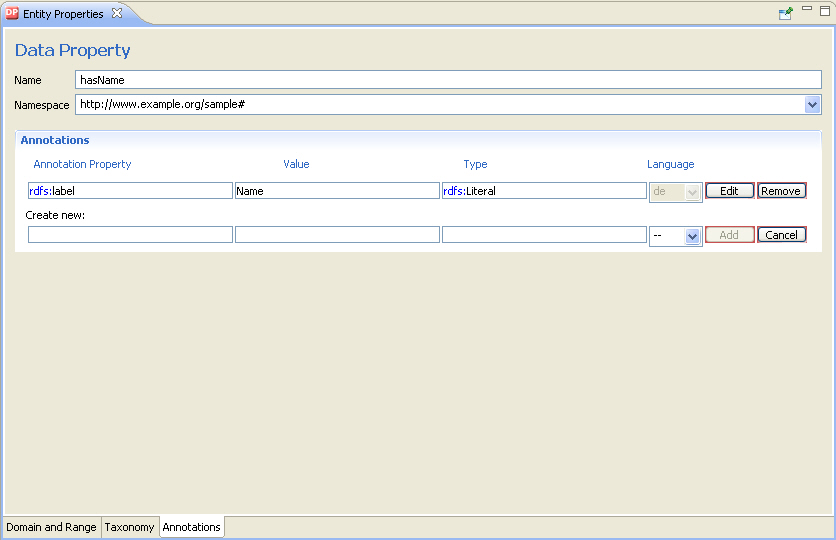 DP Entity Properties
Data Property
Name hasName
Namespace http://www.example.org/sample#
Annotations
Annotation Property Value Type Language
rdfs:label Name rdfs:Literal de Edit Remove
Create new:
-- Add Cancel
Domain and Range Taxonomy Annotations